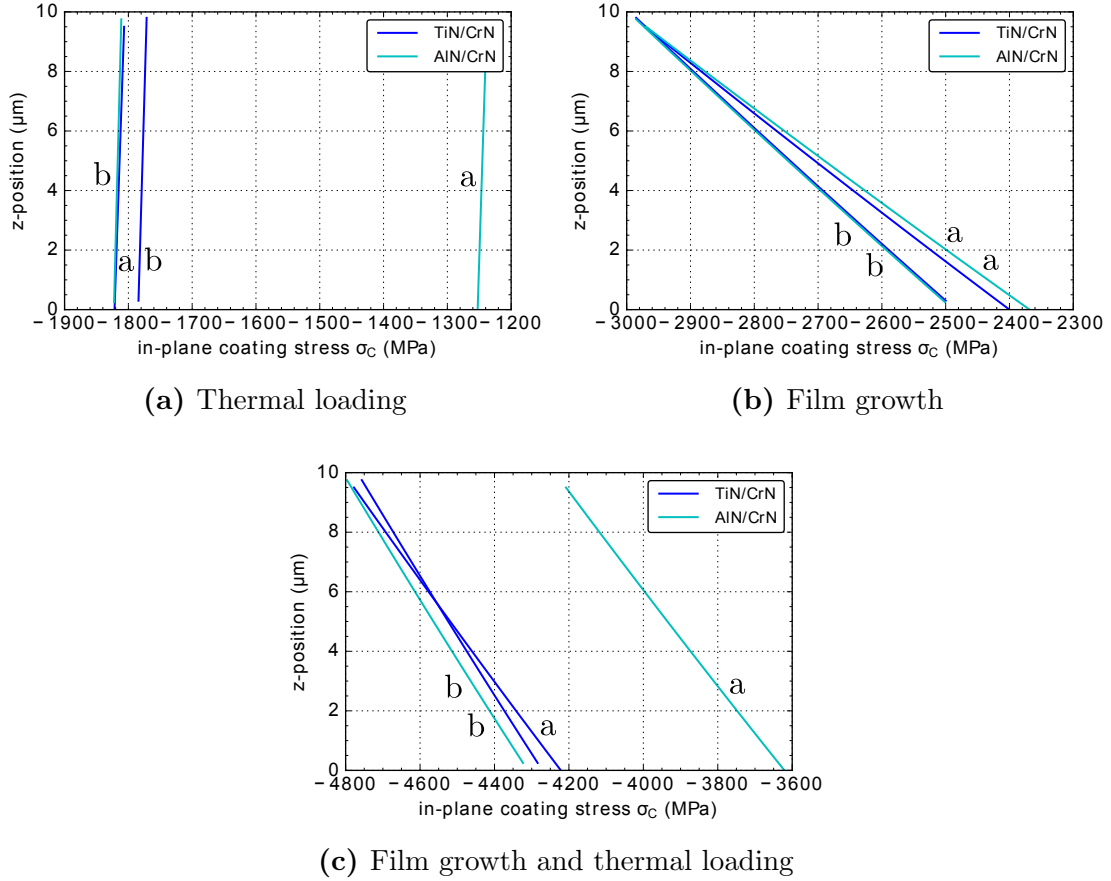 10
8
6
4
2
0
z-position (µm)
TiN/CrN
AlN/CrN
b
a
b
a
−1900 −1800 −1700 −1600 −1500 −1400 −1300 −1200
in-plane coating stress σC (MPa)
(a) Thermal loading
10
8
6
4
2
0
z-position (µm)
TiN/CrN
AlN/CrN
b
b
a
a
−3000 −2900 −2800 −2700 −2600 −2500 −2400 −2300
in-plane coating stress σC (MPa)
(b) Film growth
10
8
6
4
2
0
z-position (µm)
TiN/CrN
AlN/CrN
b
b
a
a
−4800 −4600 −4400 −4200 −4000 −3800 −3600
in-plane coating stress σC (MPa)
(c) Film growth and thermal loading